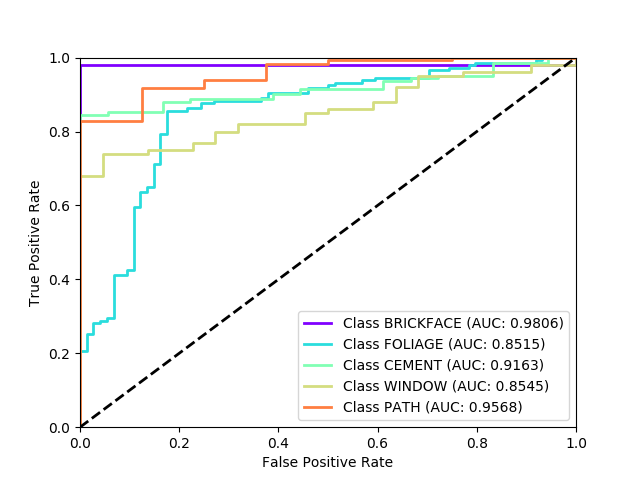 1.0
0.8
0.6
0.4
0.2
0.0
True Positive Rate
Class BRICKFACE (AUC: 0.9806)
Class FOLIAGE (AUC: 0.8515)
Class CEMENT (AUC: 0.9163)
Class WINDOW (AUC: 0.8545)
Class PATH (AUC: 0.9568)
0.0 0.2 0.4 0.6 0.8 1.0
False Positive Rate